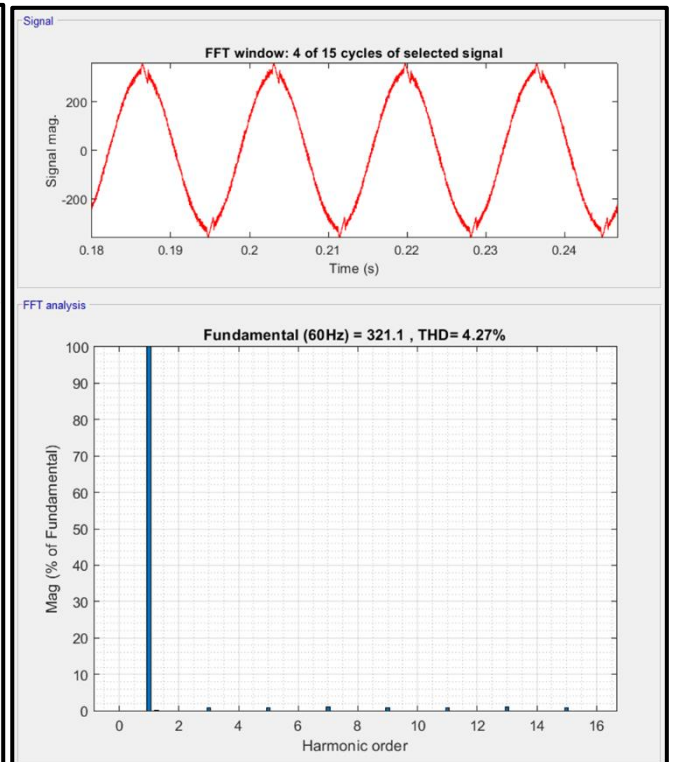 Signal
FFT window: 4 of 15 cycles of selected signal
Signal mag.
200
0
-200
0.18 0.19 0.2 0.21 0.22 0.23 0.24
Time (s)
FFT analysis
Fundamental (60Hz) = 321.1 , THD= 4.27%
Mag (% of Fundamental)
100
90
80
70
60
50
40
30
20
10
0
0 2 4 6 8 10 12 14 16
Harmonic order